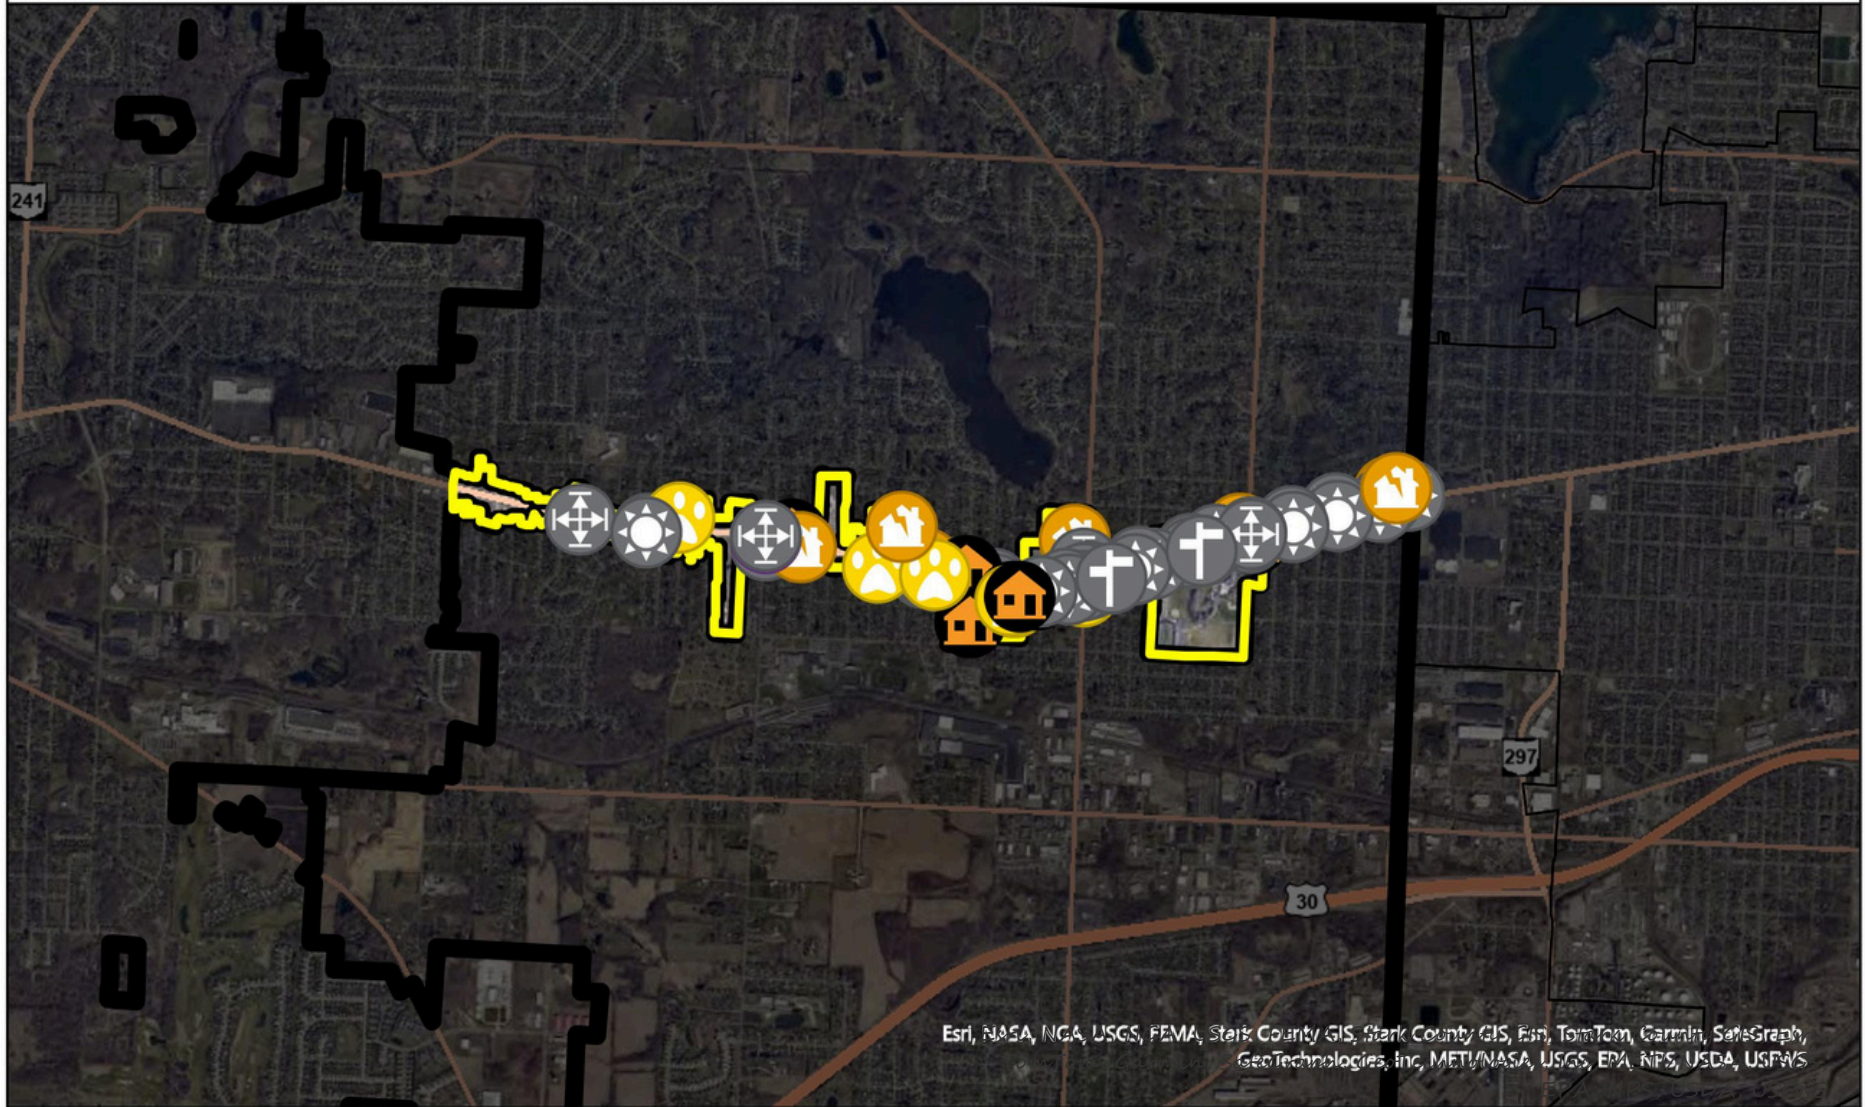 241
297
30
Esri, NASA, NGA, USGS, FEMA, Stark County GIS, Stark County GIS, Esri, TomTom, Garmin, SafeGraph,
GeoTechnologies, Inc, METI/NASA, USGS, EPA, NPS, USDA, USFWS